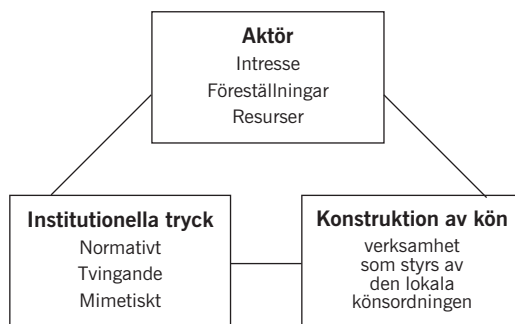 Aktör
Intresse
Föreställningar
Resurser
Institutionella tryck
Normativt
Tvingande
Mimetiskt
Konstruktion av kön
verksamhet
som styrs av
den lokala
könsordningen